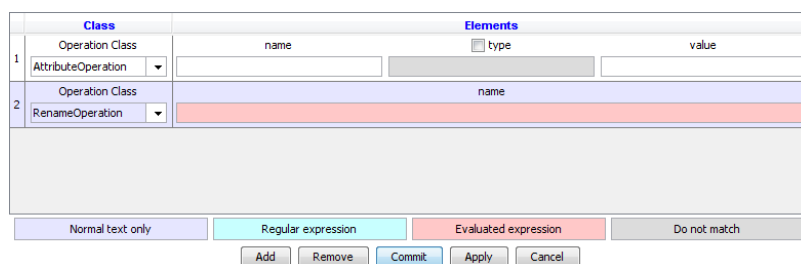 Class Elements
Operation Class name type value
1
AttributeOperation
Operation Class name
2
RenameOperation
Normal text only Regular expression Evaluated expression Do not match
Add Remove Commit Apply Cancel